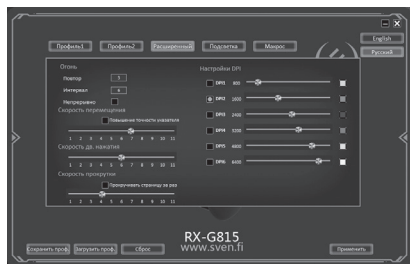 English
Русский
Профиль1 Профиль2 Расширенный Подсветка Макрос
Огонь
Повтор 1
Интервал 4
Непрерывно
Скорость перемещения
Повышение точности указателя
1 2 3 4 5 6 7 8 9 10 11
Скорость дв. нажатия
1 2 3 4 5 6 7 8 9 10 11
Скорость прокрутки
Прокручивать страницу за раз
1 2 3 4 5 6 7 8 9 10 11
Настройки DPI
DPI1 800
DPI2 1600
DPI3 2400
DPI4 3200
DPI5 4800
DPI6 6400
Сохранить проф. Загрузить проф. Сброс
RX-G815
www.sven.fi
Применить